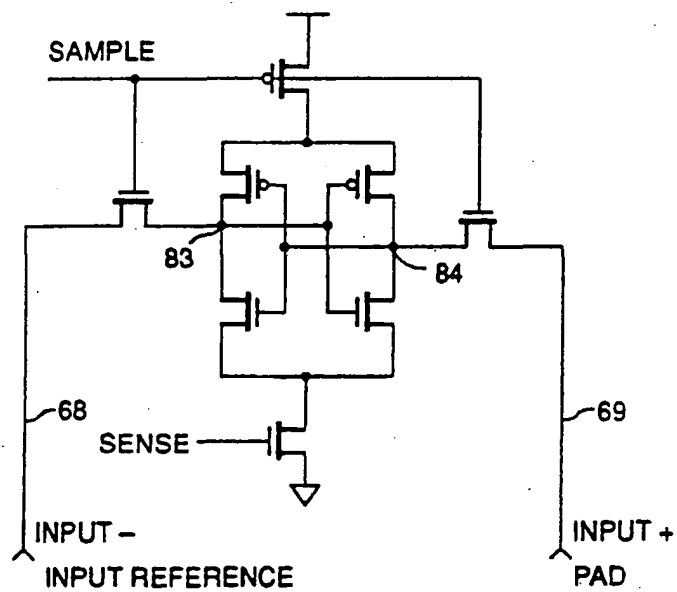 SAMPLE
83
84
68
69
SENSE
INPUT –
INPUT REFERENCE
INPUT +
PAD